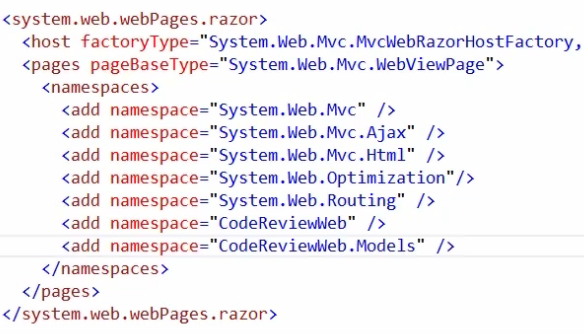 <system.web.webPages.razor>
<host factoryType="System.Web.Mvc.MvcWebRazorHostFactory,
<pages pageBaseType="System.Web.Mvc.WebViewPage">
<namespaces>
<add namespace="System.Web.Mvc" />
<add namespace="System.Web.Mvc.Ajax" />
<add namespace="System.Web.Mvc.Html" />
<add namespace="System.Web.Optimization"/>
<add namespace="System.Web.Routing" />
<add namespace="CodeReviewWeb" />
<add namespace="CodeReviewWeb.Models" />
</namespaces>
</pages>
</system.web.webPages.razor>